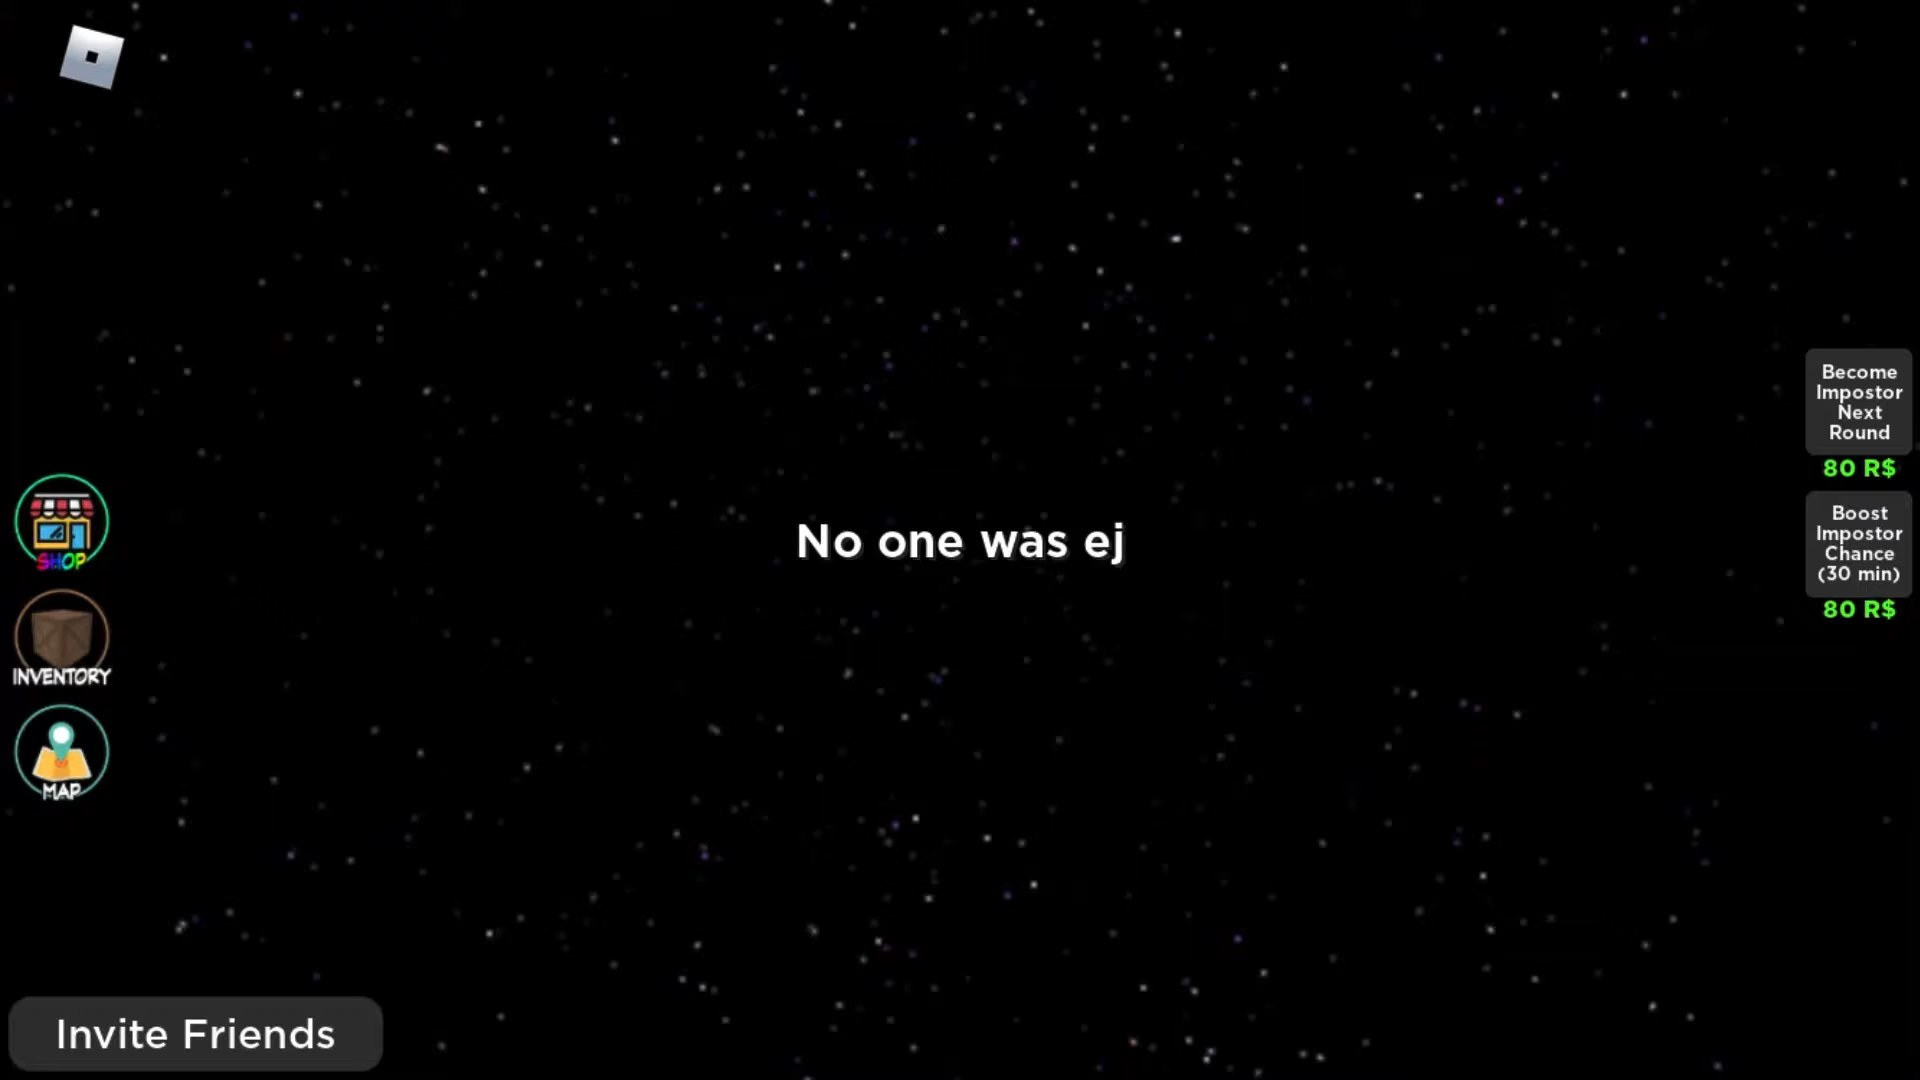 Become
Impostor
Next
Round
80 R$
SHOP
Boost
Impostor
Chance
(30 min)
80 R$
No one was ej
INVENTORY
MAP
Invite Friends